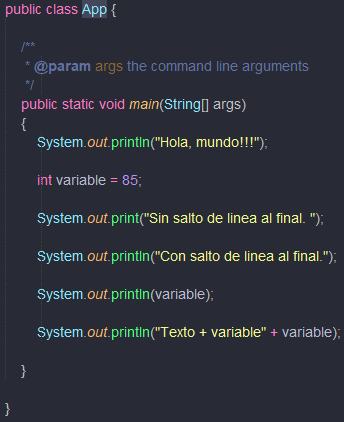 public class App {
/**
* @param args the command line arguments
*/
public static void main(String[] args)
{
System.out.println("Hola, mundo!!!");
int variable = 85;
System.out.print("Sin salto de linea al final. ");
System.out.println("Con salto de linea al final.");
System.out.println(variable);
System.out.println("Texto + variable" + variable);
}
}